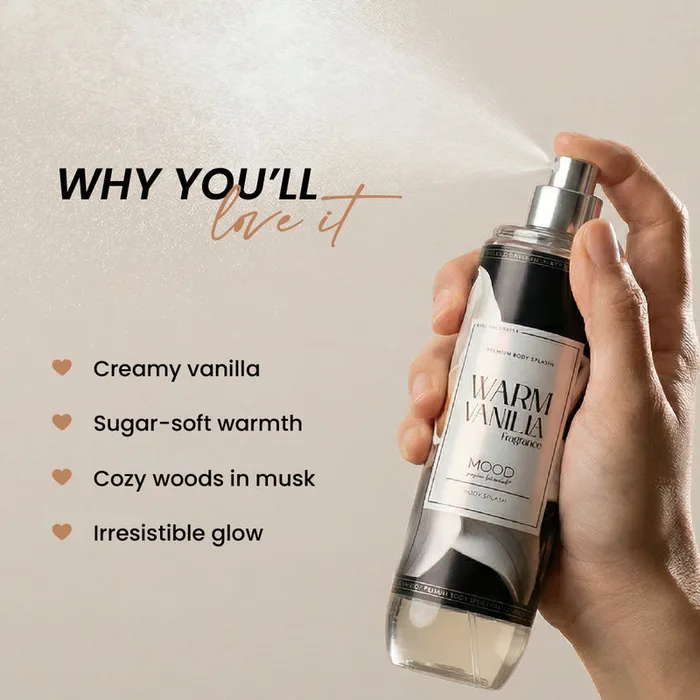 WHY YOU'LL
love it
Creamy vanilla
Sugar-soft warmth
Cozy woods in musk
Irresistible glow
PREMIUM BODY SPLASH
WARM
VANILLA
Fragrance
MOOD
BODY SPLASH